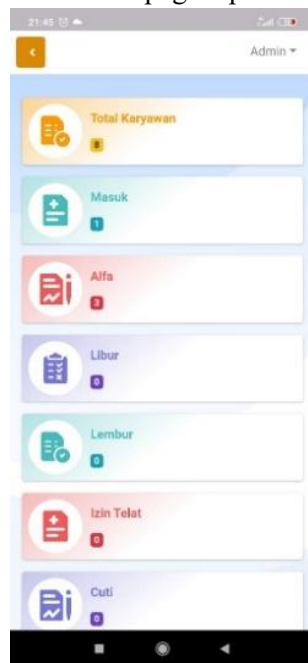 21:45
Admin
Total Karyawan
8
Masuk
1
Alfa
3
Libur
0
Lembur
0
Izin Telat
0
Cuti
0